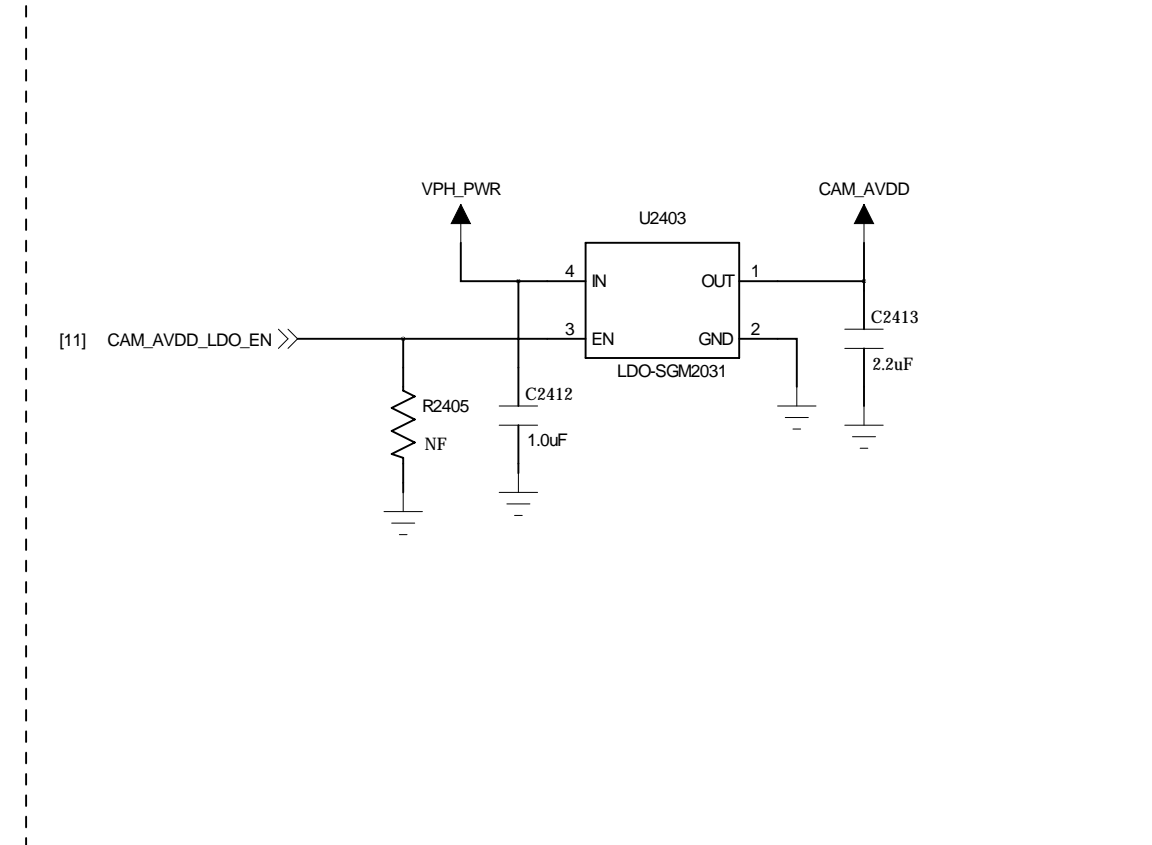 VPH_PWR
CAM_AVDD
U2403
4 IN OUT 1
[11] CAM_AVDD_LDO_EN 3 EN GND 2
C2413
2.2uF
LDO-SGM2031
C2412
1.0uF
R2405
NF